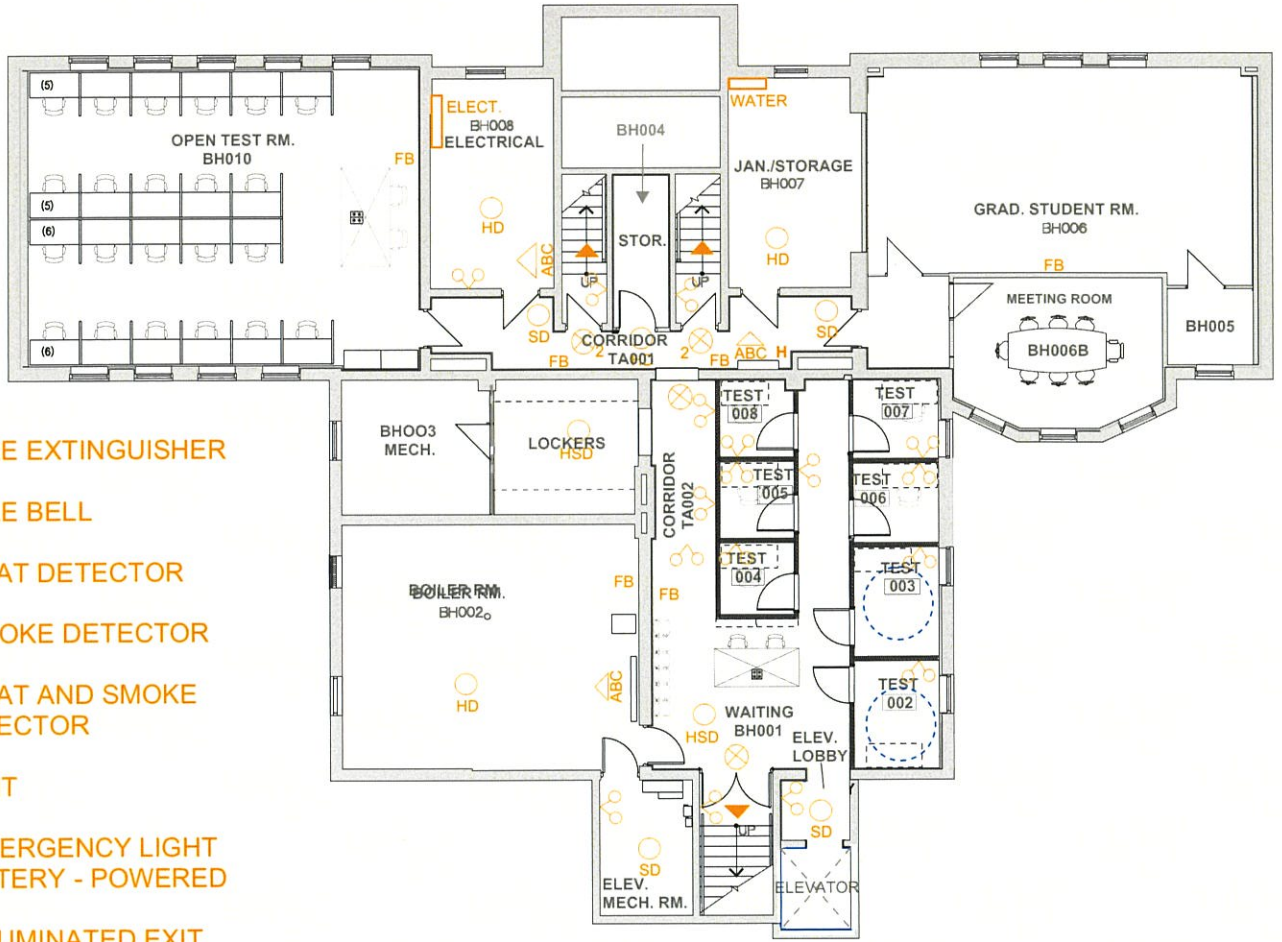 (5)
OPEN TEST RM.
BH010
FB
(5)
(6)
(6)
ELECT.
BH008
ELECTRICAL
HD
ABC
BH004
STOR.
UP
UP
WATER
JAN./STORAGE
BH007
HD
GRAD. STUDENT RM.
BH006
FB
MEETING ROOM
BH006B
BH005
SD
FB
2
CORRIDOR
TA001
2
FB
ABC
H
SD
BHOO3
MECH.
LOCKERS
HSD
CORRIDOR
TA002
TEST
008
TEST
007
TEST
005
TEST
006
TEST
004
TEST
003
TEST
002
BOILER RM.
BOILER RM.
BH002
FB
FB
HD
ABC
HSD
WAITING
BH001
ELEV.
LOBBY
SD
UP
SD
ELEV.
MECH. RM.
ELEVATOR
E EXTINGUISHER
E BELL
AT DETECTOR
OKE DETECTOR
AT AND SMOKE
ECTOR
T
ERGENCY LIGHT
TERY - POWERED
UMINATED EXIT